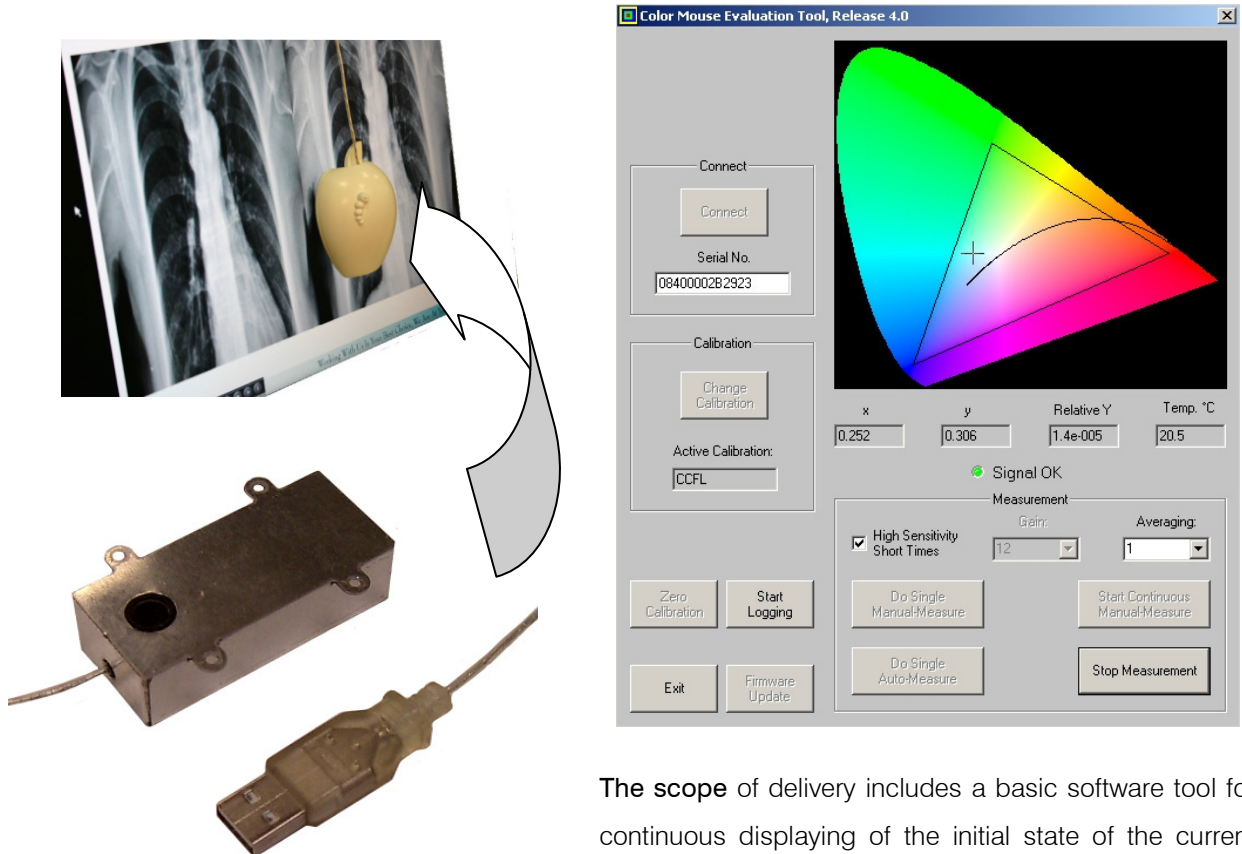 Color Mouse Evaluation Tool, Release 4.0
Connect
Connect
Serial No.
08400002B2923
Calibration
Change
Calibration
Active Calibration:
CCFL
x y Relative Y Temp. °C
0.252 0.306 1.4e-005 20.5
Signal OK
Measurement
High Sensitivity
Short Times
Gain:
12
Averaging:
1
Zero
Calibration
Start
Logging
Do Single
Manual-Measure
Start Continuous
Manual-Measure
Exit
Firmware
Update
Do Single
Auto-Measure
Stop Measurement
The scope of delivery includes a basic software tool fo
continuous displaying of the initial state of the curren